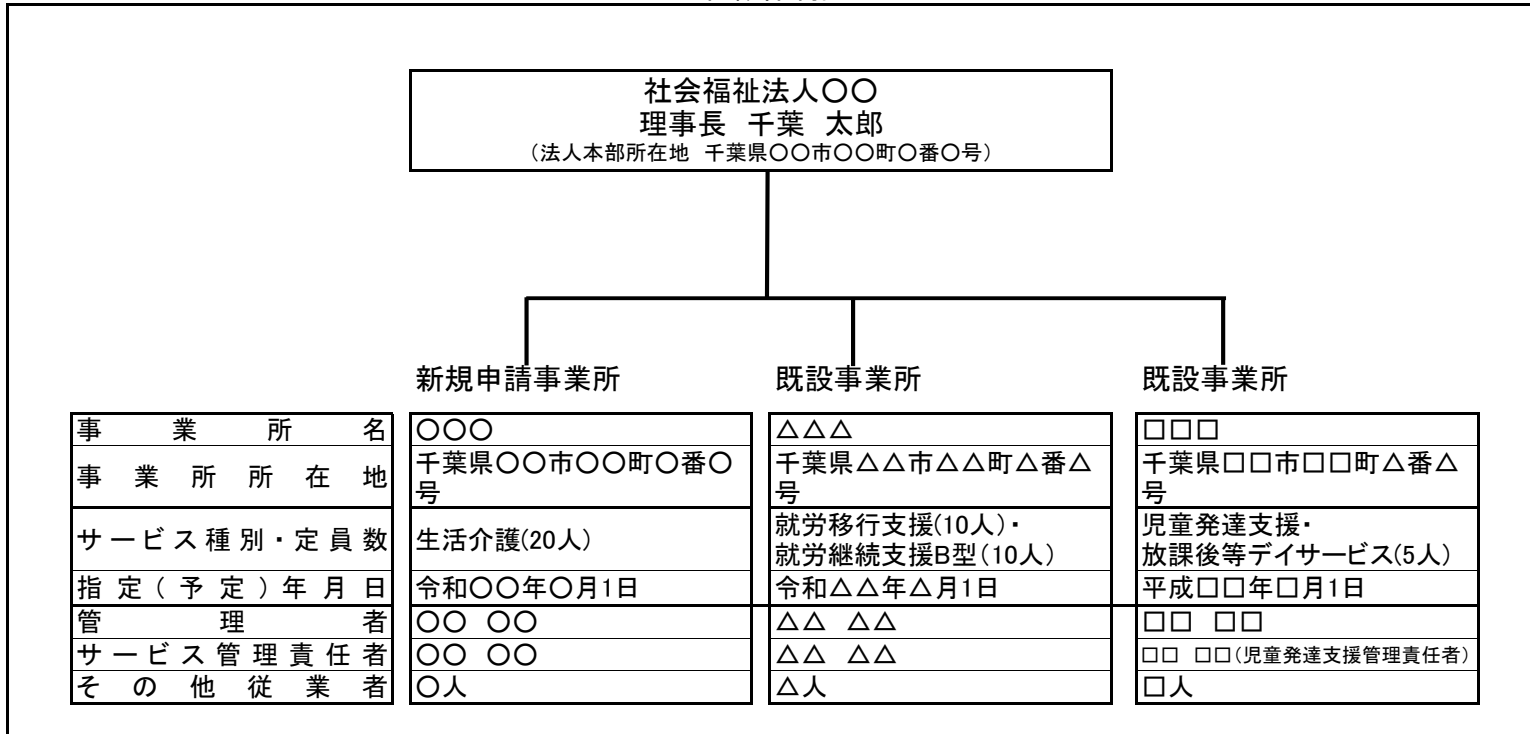 社会福祉法人〇〇
理事長 千葉 太郎
(法人本部所在地 千葉県〇〇市〇〇町〇番〇号)
新規申請事業所 既設事業所 既設事業所
事業所名 〇〇〇 △△△ □□□
事業所所在地 千葉県〇〇市〇〇町〇番〇号 千葉県△△市△△町△番△号 千葉県□□市□□町△番△号
サービス種別・定員数 生活介護(20人) 就労移行支援(10人)・就労継続支援B型(10人) 児童発達支援・放課後等デイサービス(5人)
指定(予定)年月日 令和〇〇年〇月1日 令和△△年△月1日 平成□□年□月1日
管理者 〇〇 〇〇 △△ △△ □□ □□
サービス管理責任者 〇〇 〇〇 △△ △△ □□ □□(児童発達支援管理責任者)
その他従業者 〇人 △人 □人